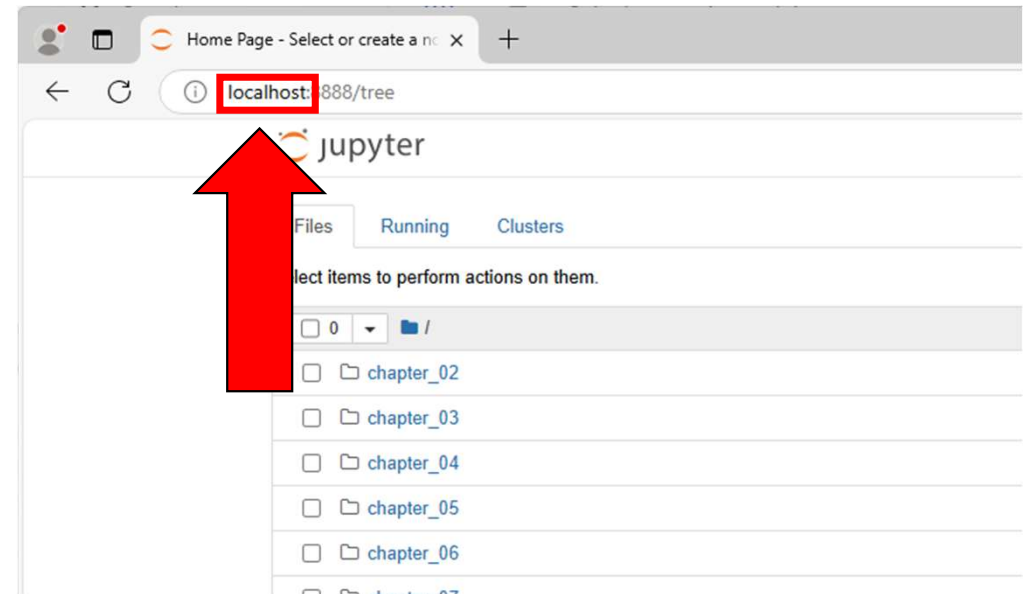 Home Page - Select or create a no
localhost:8888/tree
jupyter
Files Running Clusters
lect items to perform actions on them.
0 /
chapter_02
chapter_03
chapter_04
chapter_05
chapter_06